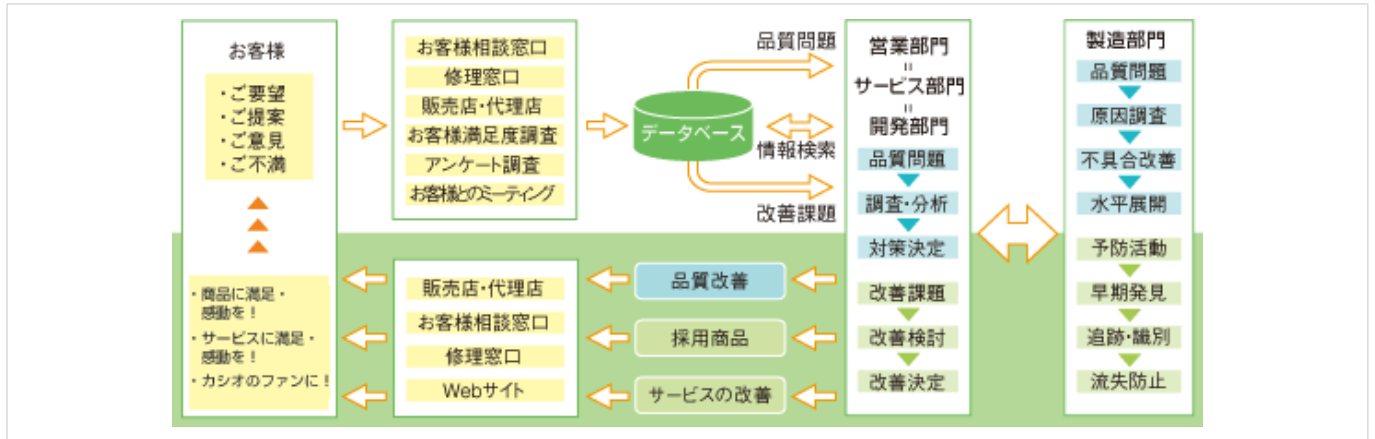 お客様
・ご要望
・ご提案
・ご意見
・ご不満
・商品に満足・
感動を！
・サービスに満足・
感動を！
・カシオのファンに！
お客様相談窓口
修理窓口
販売店・代理店
お客様満足度調査
アンケート調査
お客様とのミーティング
販売店・代理店
お客様相談窓口
修理窓口
Webサイト
データベース
品質問題
情報検索
改善課題
品質改善
採用商品
サービスの改善
営業部門
=
サービス部門
=
開発部門
品質問題
調査・分析
対策決定
改善課題
改善検討
改善決定
製造部門
品質問題
原因調査
不具合改善
水平展開
予防活動
早期発見
追跡・識別
流失防止